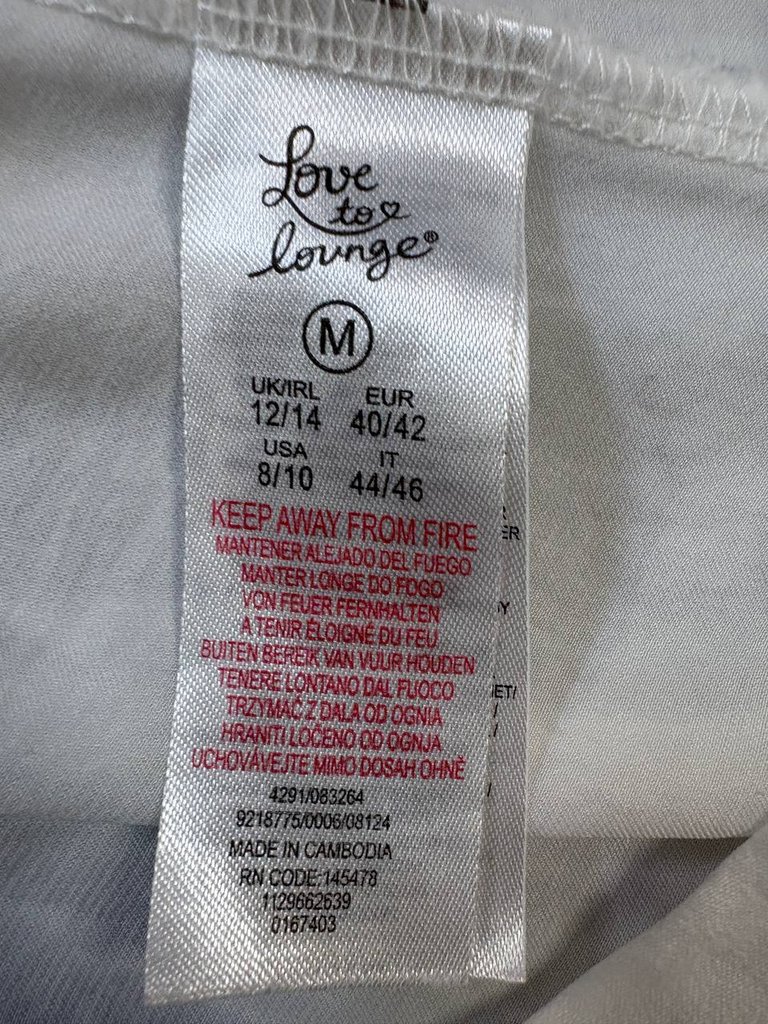 Love
to
lounge®
M
UK/IRL EUR
12/14 40/42
USA IT
8/10 44/46
KEEP AWAY FROM FIRE
MANTENER ALEJADO DEL FUEGO
MANTER LONGE DO FOGO
VON FEUER FERNHALTEN
A TENIR ÉLOIGNÉ DU FEU
BUITEN BEREIK VAN VUUR HOUDEN
TENERE LONTANO DAL FUOCO
TRZYMAĆ Z DALA OD OGNIA
HRANITI LOČENO OD OGNJA
UCHOVÁVEJTE MIMO DOSAH OHNĚ
4291/083264
9218775/0006/08124
MADE IN CAMBODIA
RN CODE:145478
1129662639
0167403